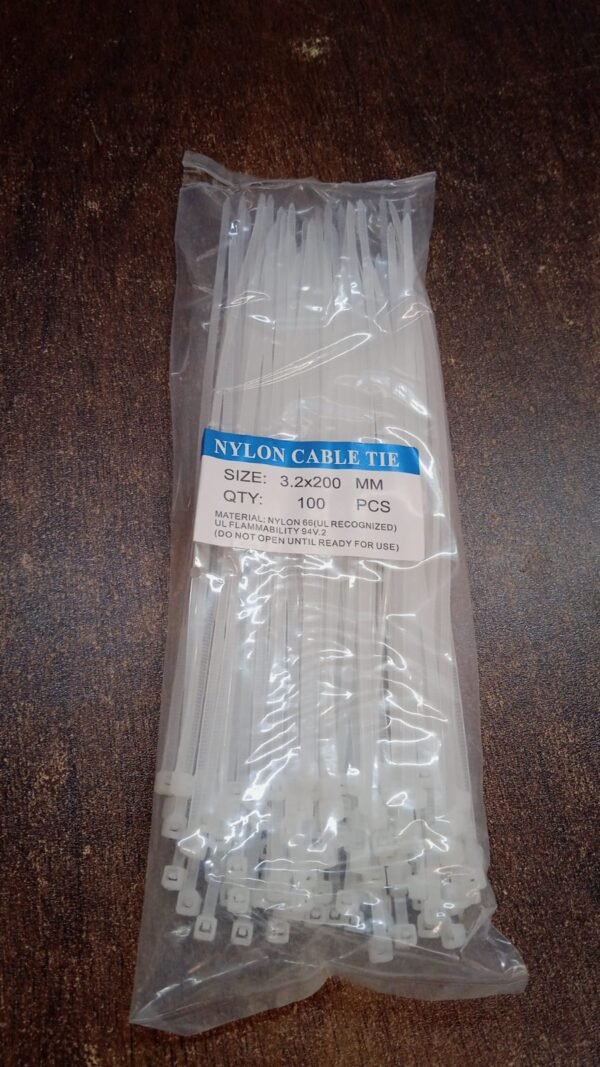 NYLON CABLE TIE
SIZE: 3.2x200 MM
QTY: 100 PCS
MATERIAL: NYLON 66(UL RECOGNIZED)
UL FLAMMABILITY 94V.2
(DO NOT OPEN UNTIL READY FOR USE)